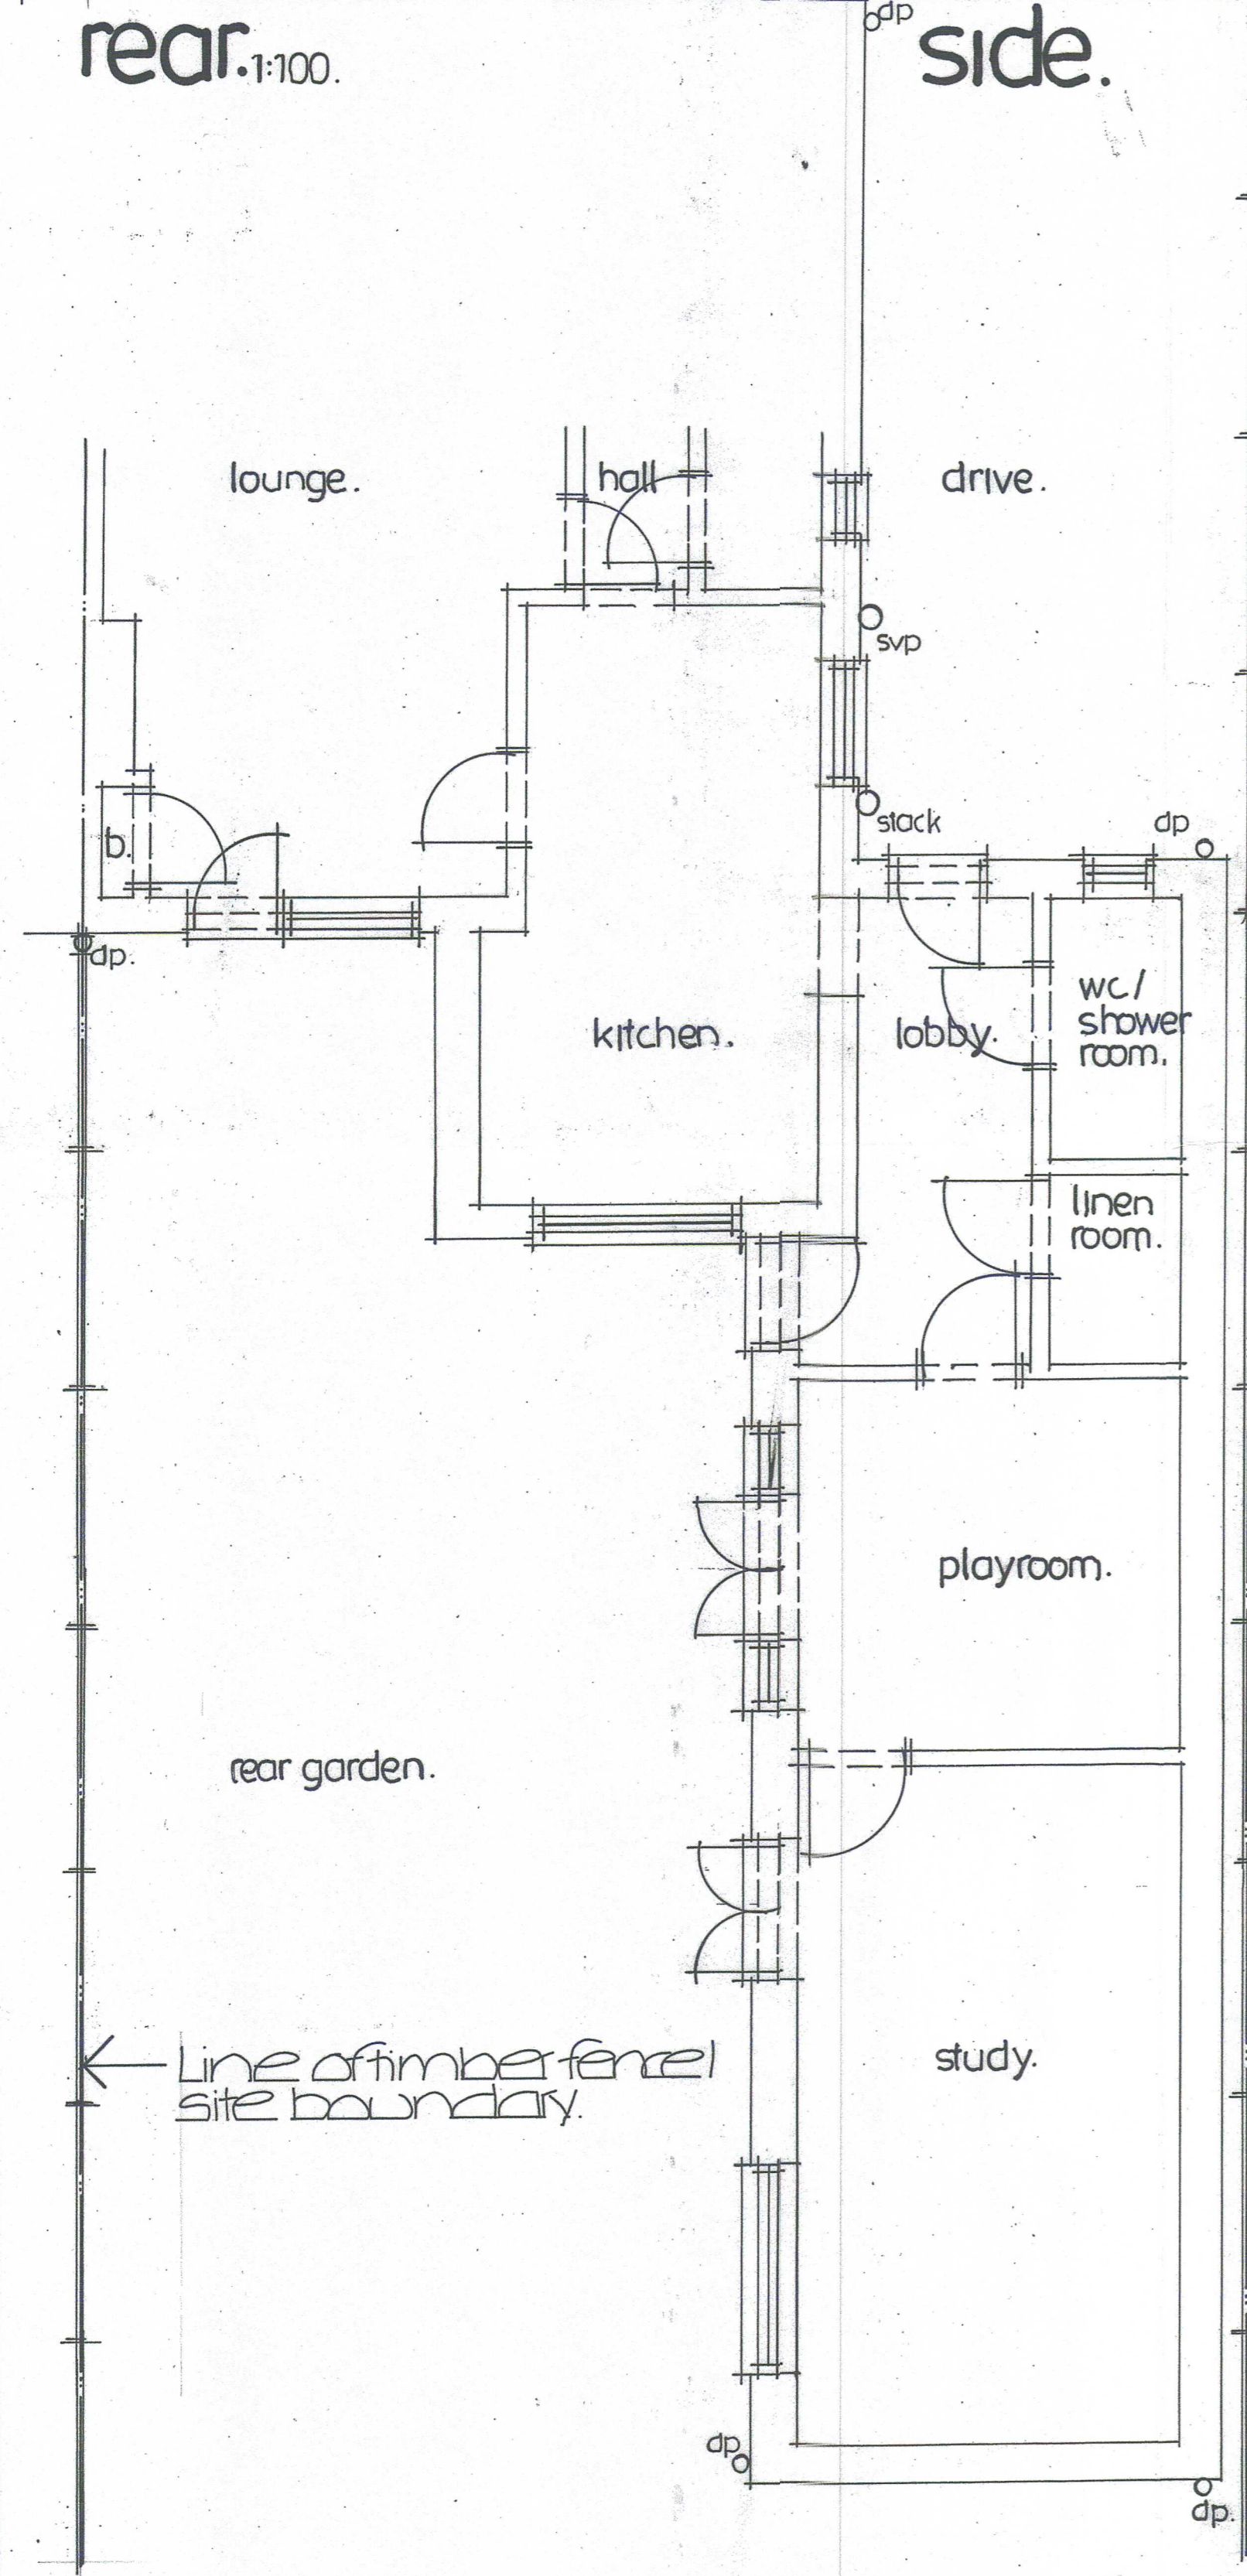 rear. 1:100.
side.
dp
lounge.
hall
drive.
svp
stack
dp
b.
dp.
wc/
shower
room.
kitchen.
lobby.
linen
room.
playroom.
rear garden.
study.
Line of timber fence/
site boundary.
dp
dp.